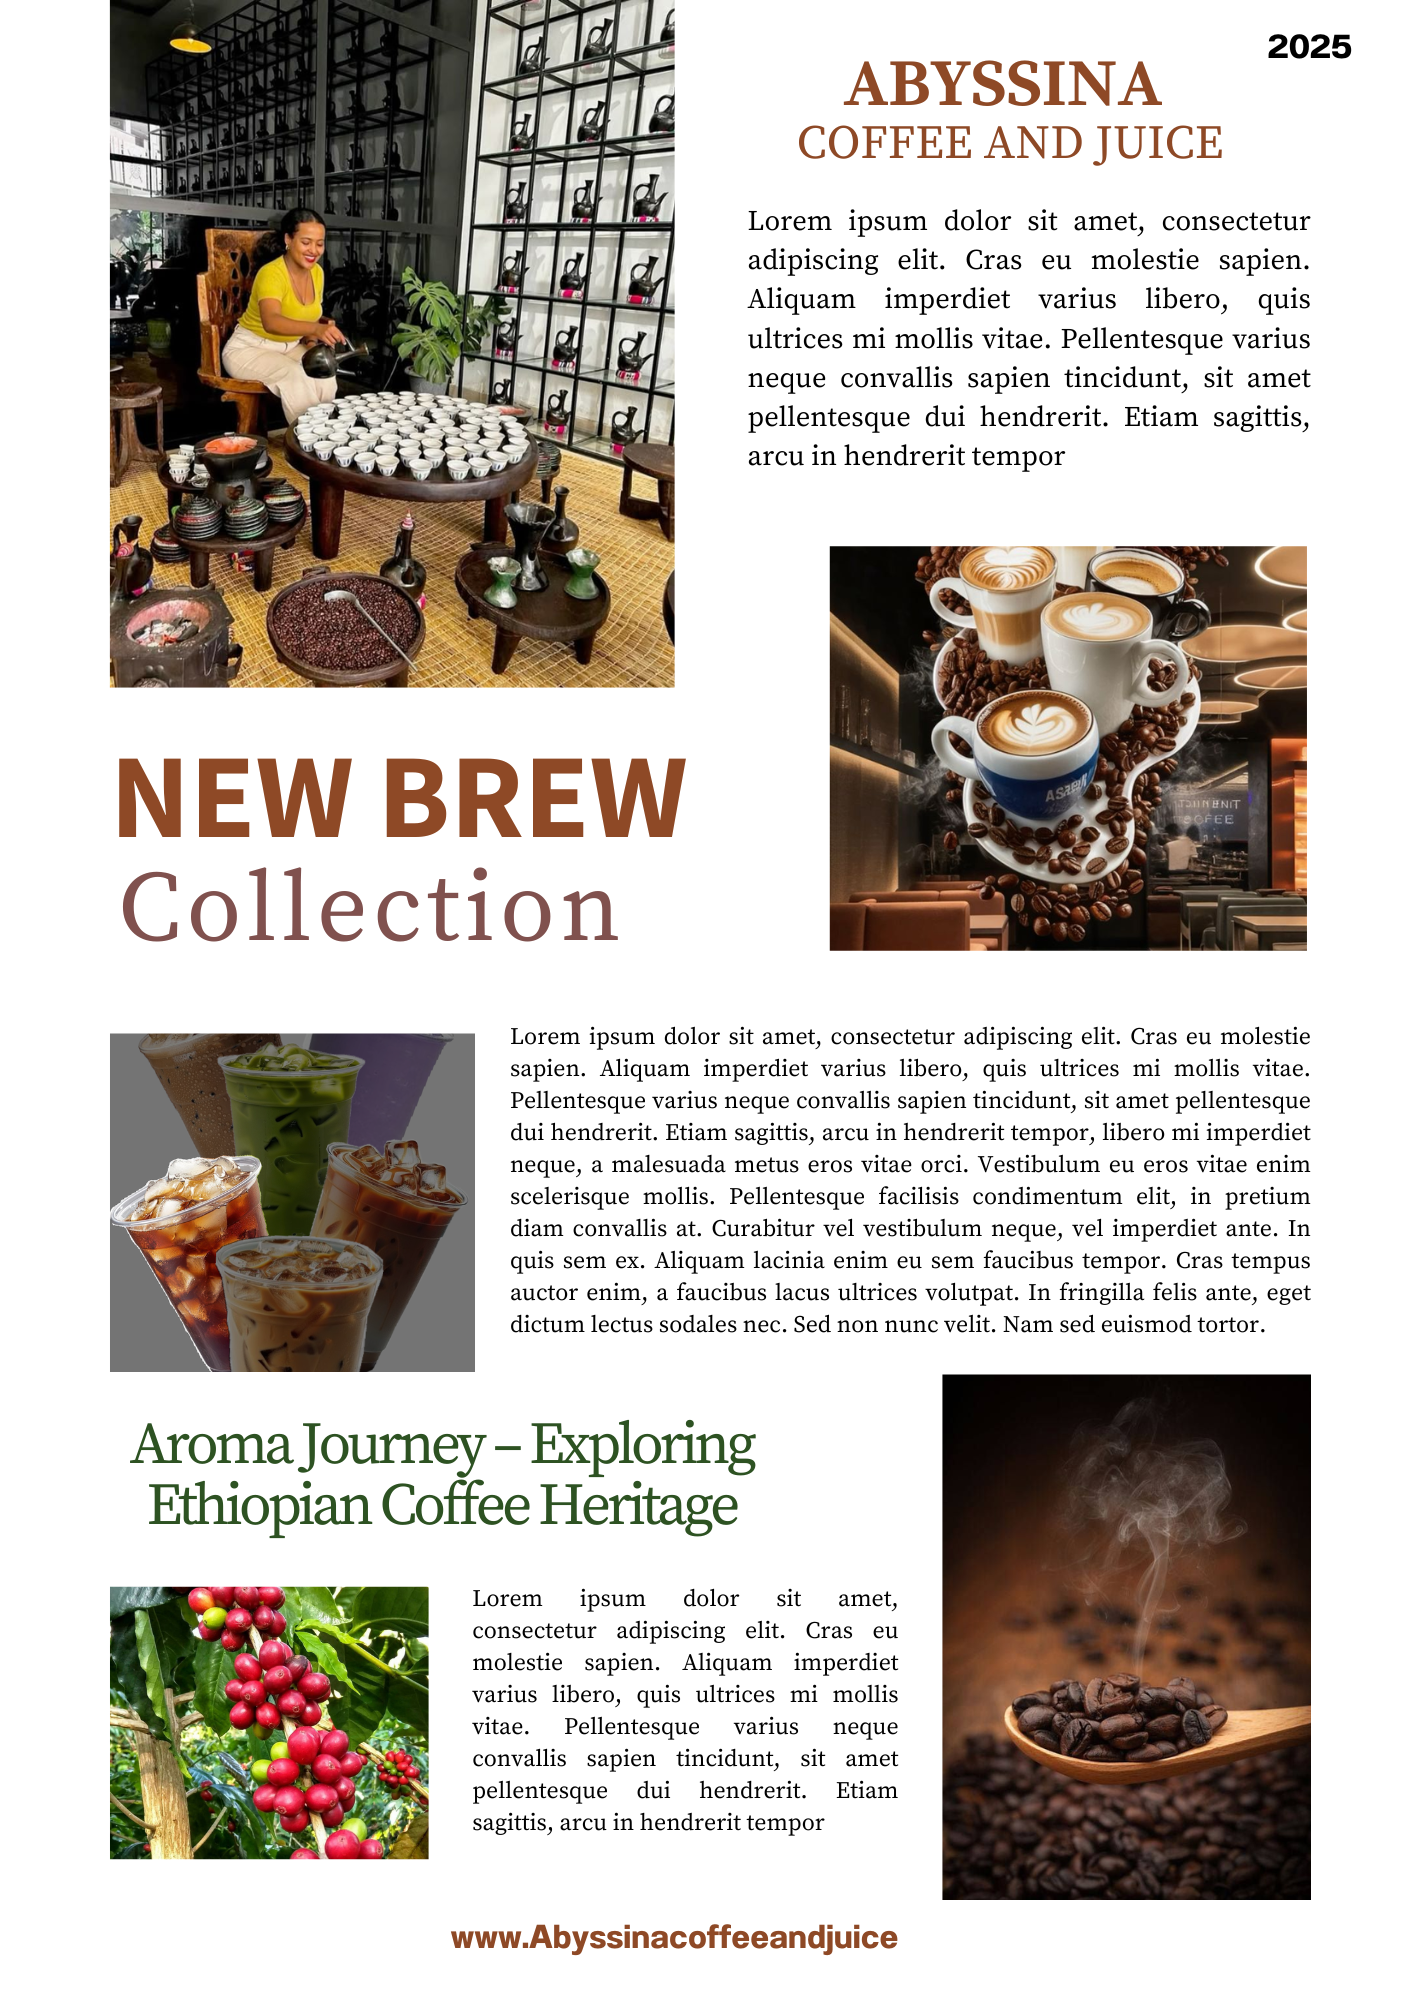 2025
ABYSSINA
COFFEE AND JUICE
Lorem ipsum dolor sit amet, consectetur
adipiscing elit. Cras eu molestie sapien.
Aliquam imperdiet varius libero, quis
ultrices mi mollis vitae. Pellentesque varius
neque convallis sapien tincidunt, sit amet
pellentesque dui hendrerit. Etiam sagittis,
arcu in hendrerit tempor
NEW BREW
Collection
Lorem ipsum dolor sit amet, consectetur adipiscing elit. Cras eu molestie
sapien. Aliquam imperdiet varius libero, quis ultrices mi mollis vitae.
Pellentesque varius neque convallis sapien tincidunt, sit amet pellentesque
dui hendrerit. Etiam sagittis, arcu in hendrerit tempor, libero mi imperdiet
neque, a malesuada metus eros vitae orci. Vestibulum eu eros vitae enim
scelerisque mollis. Pellentesque facilisis condimentum elit, in pretium
diam convallis at. Curabitur vel vestibulum neque, vel imperdiet ante. In
quis sem ex. Aliquam lacinia enim eu sem faucibus tempor. Cras tempus
auctor enim, a faucibus lacus ultrices volutpat. In fringilla felis ante, eget
dictum lectus sodales nec. Sed non nunc velit. Nam sed euismod tortor.
Aroma Journey – Exploring
Ethiopian Coffee Heritage
Lorem ipsum dolor sit amet,
consectetur adipiscing elit. Cras eu
molestie sapien. Aliquam imperdiet
varius libero, quis ultrices mi mollis
vitae. Pellentesque varius neque
convallis sapien tincidunt, sit amet
pellentesque dui hendrerit. Etiam
sagittis, arcu in hendrerit tempor
www.Abyssinacoffeeandjuice